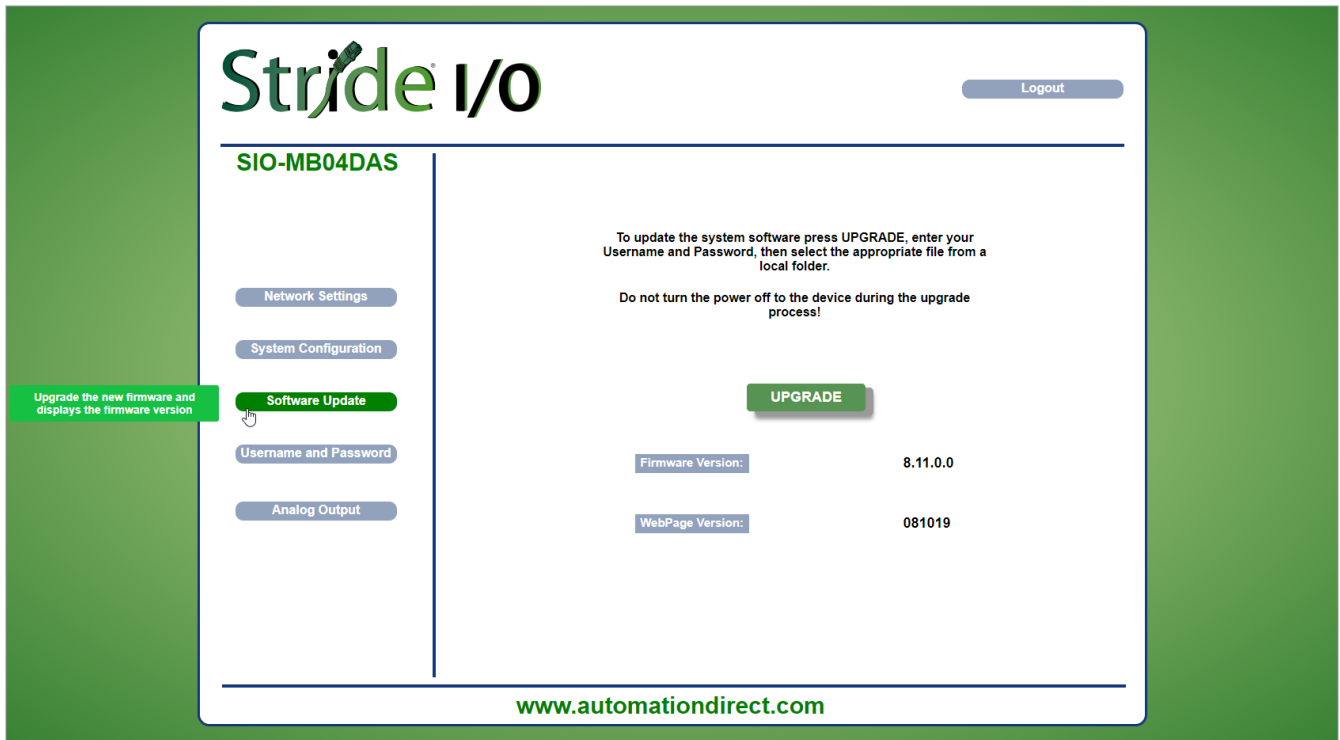 Stride I/O
Logout
SIO-MB04DAS
Network Settings
System Configuration
Software Update
Username and Password
Analog Output
Upgrade the new firmware and
displays the firmware version
To update the system software press UPGRADE, enter your
Username and Password, then select the appropriate file from a
local folder.
Do not turn the power off to the device during the upgrade
process!
UPGRADE
Firmware Version: 8.11.0.0
WebPage Version: 081019
www.automationdirect.com